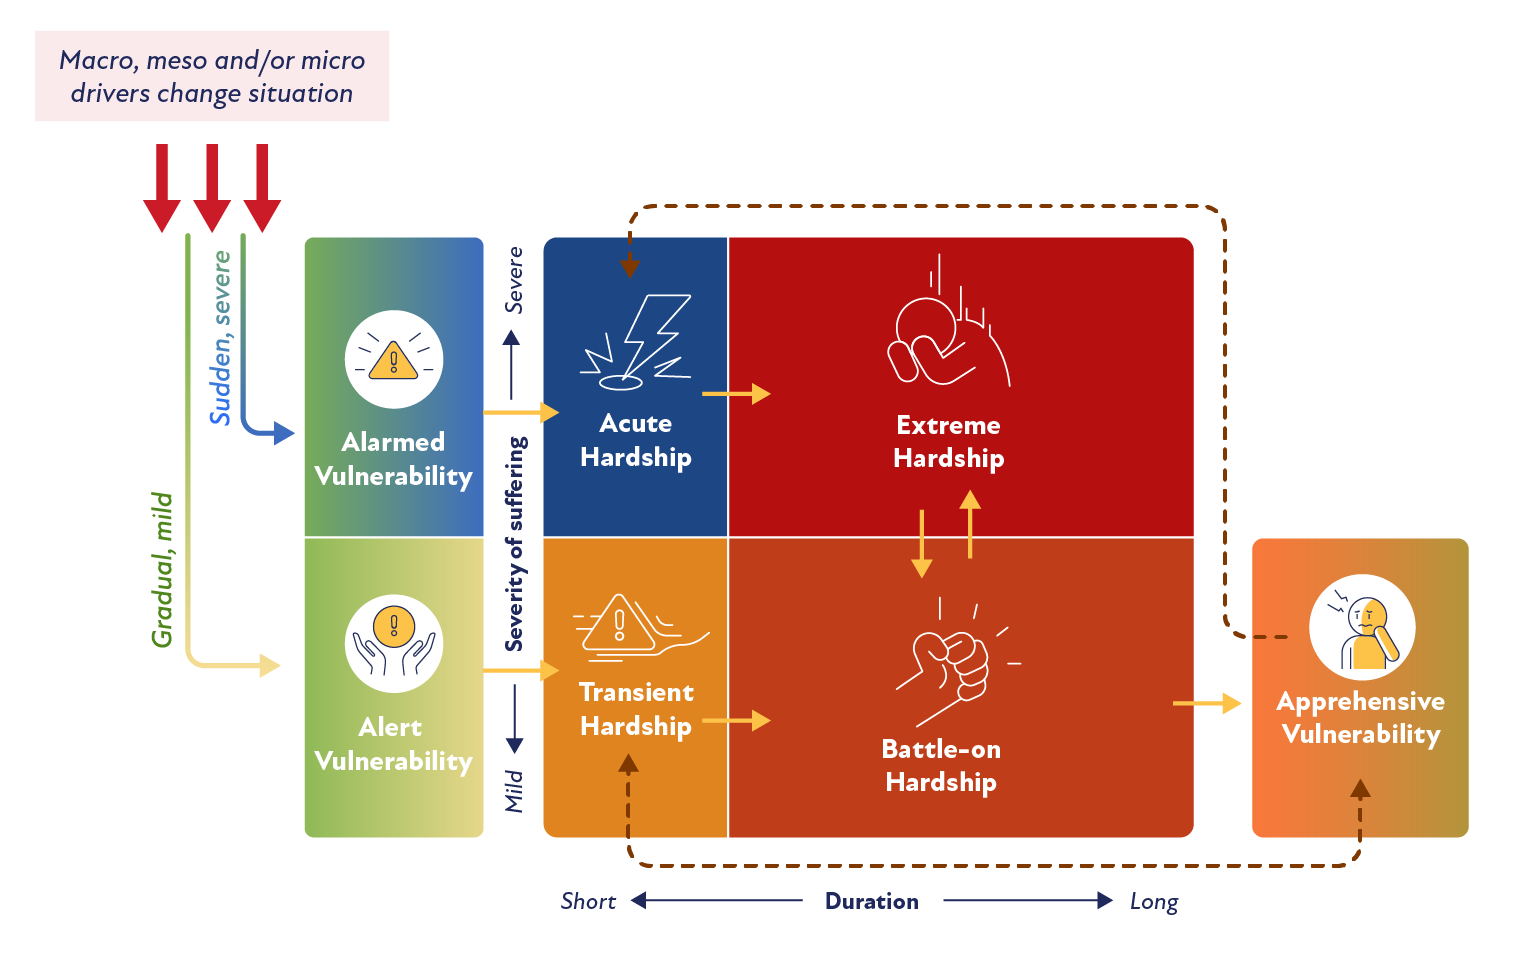 Macro, meso and/or micro
drivers change situation
Sudden, severe
Gradual, mild
Alarmed
Vulnerability
Alert
Vulnerability
Severe
Severity of suffering
Mild
Acute
Hardship
Extreme
Hardship
Transient
Hardship
Battle-on
Hardship
Apprehensive
Vulnerability
Short
Duration
Long